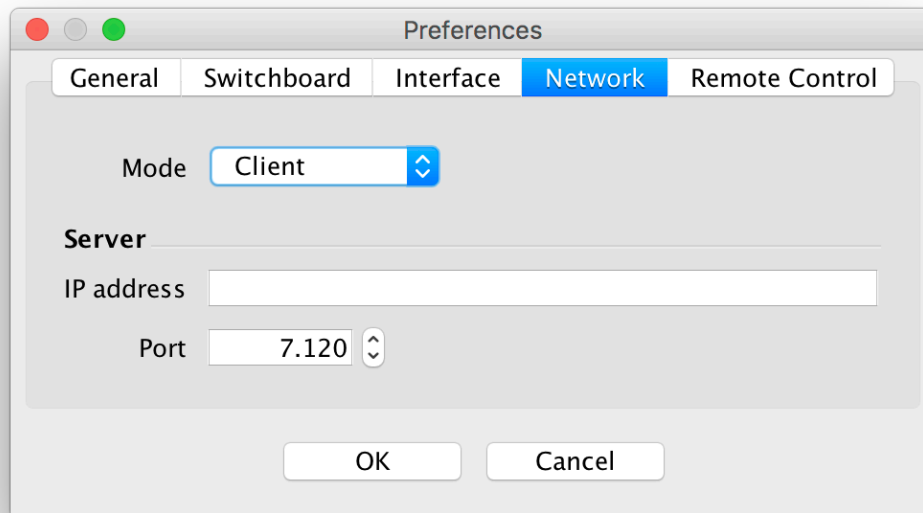 Preferences
General Switchboard Interface Network Remote Control
Mode Client
Server
IP address
Port 7.120
OK Cancel